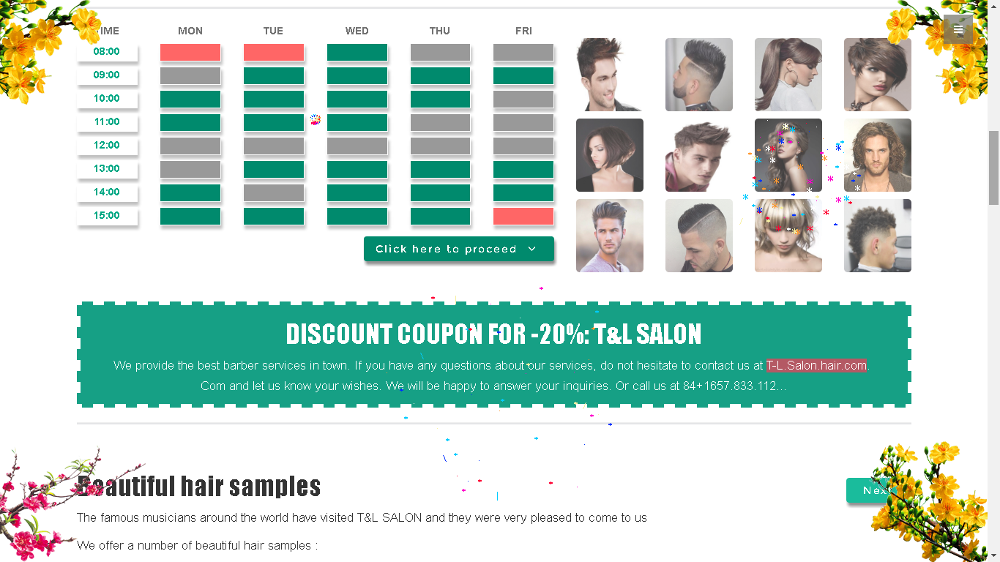 TIME MON TUE WED THU FRI
08:00
09:00
10:00
11:00
12:00
13:00
14:00
15:00
Click here to proceed
DISCOUNT COUPON FOR -20%: T&L SALON
We provide the best barber services in town. If you have any questions about our services, do not hesitate to contact us at T-L.Salon.hair.com.
Com and let us know your wishes. We will be happy to answer your inquiries. Or call us at 84+1657.833.112...
Beautiful hair samples
Next
The famous musicians around the world have visited T&L SALON and they were very pleased to come to us
We offer a number of beautiful hair samples :